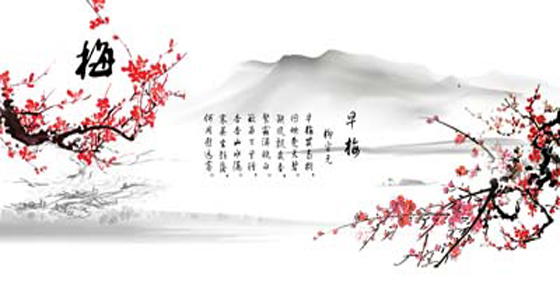 梅
早梅
柳宗元
早梅发高树，
迥映楚天碧。
朔吹飘夜香，
繁霜滋晓白。
欲为万里赠，
杳杳山水隔。
寒英坐销落，
何用慰远客。